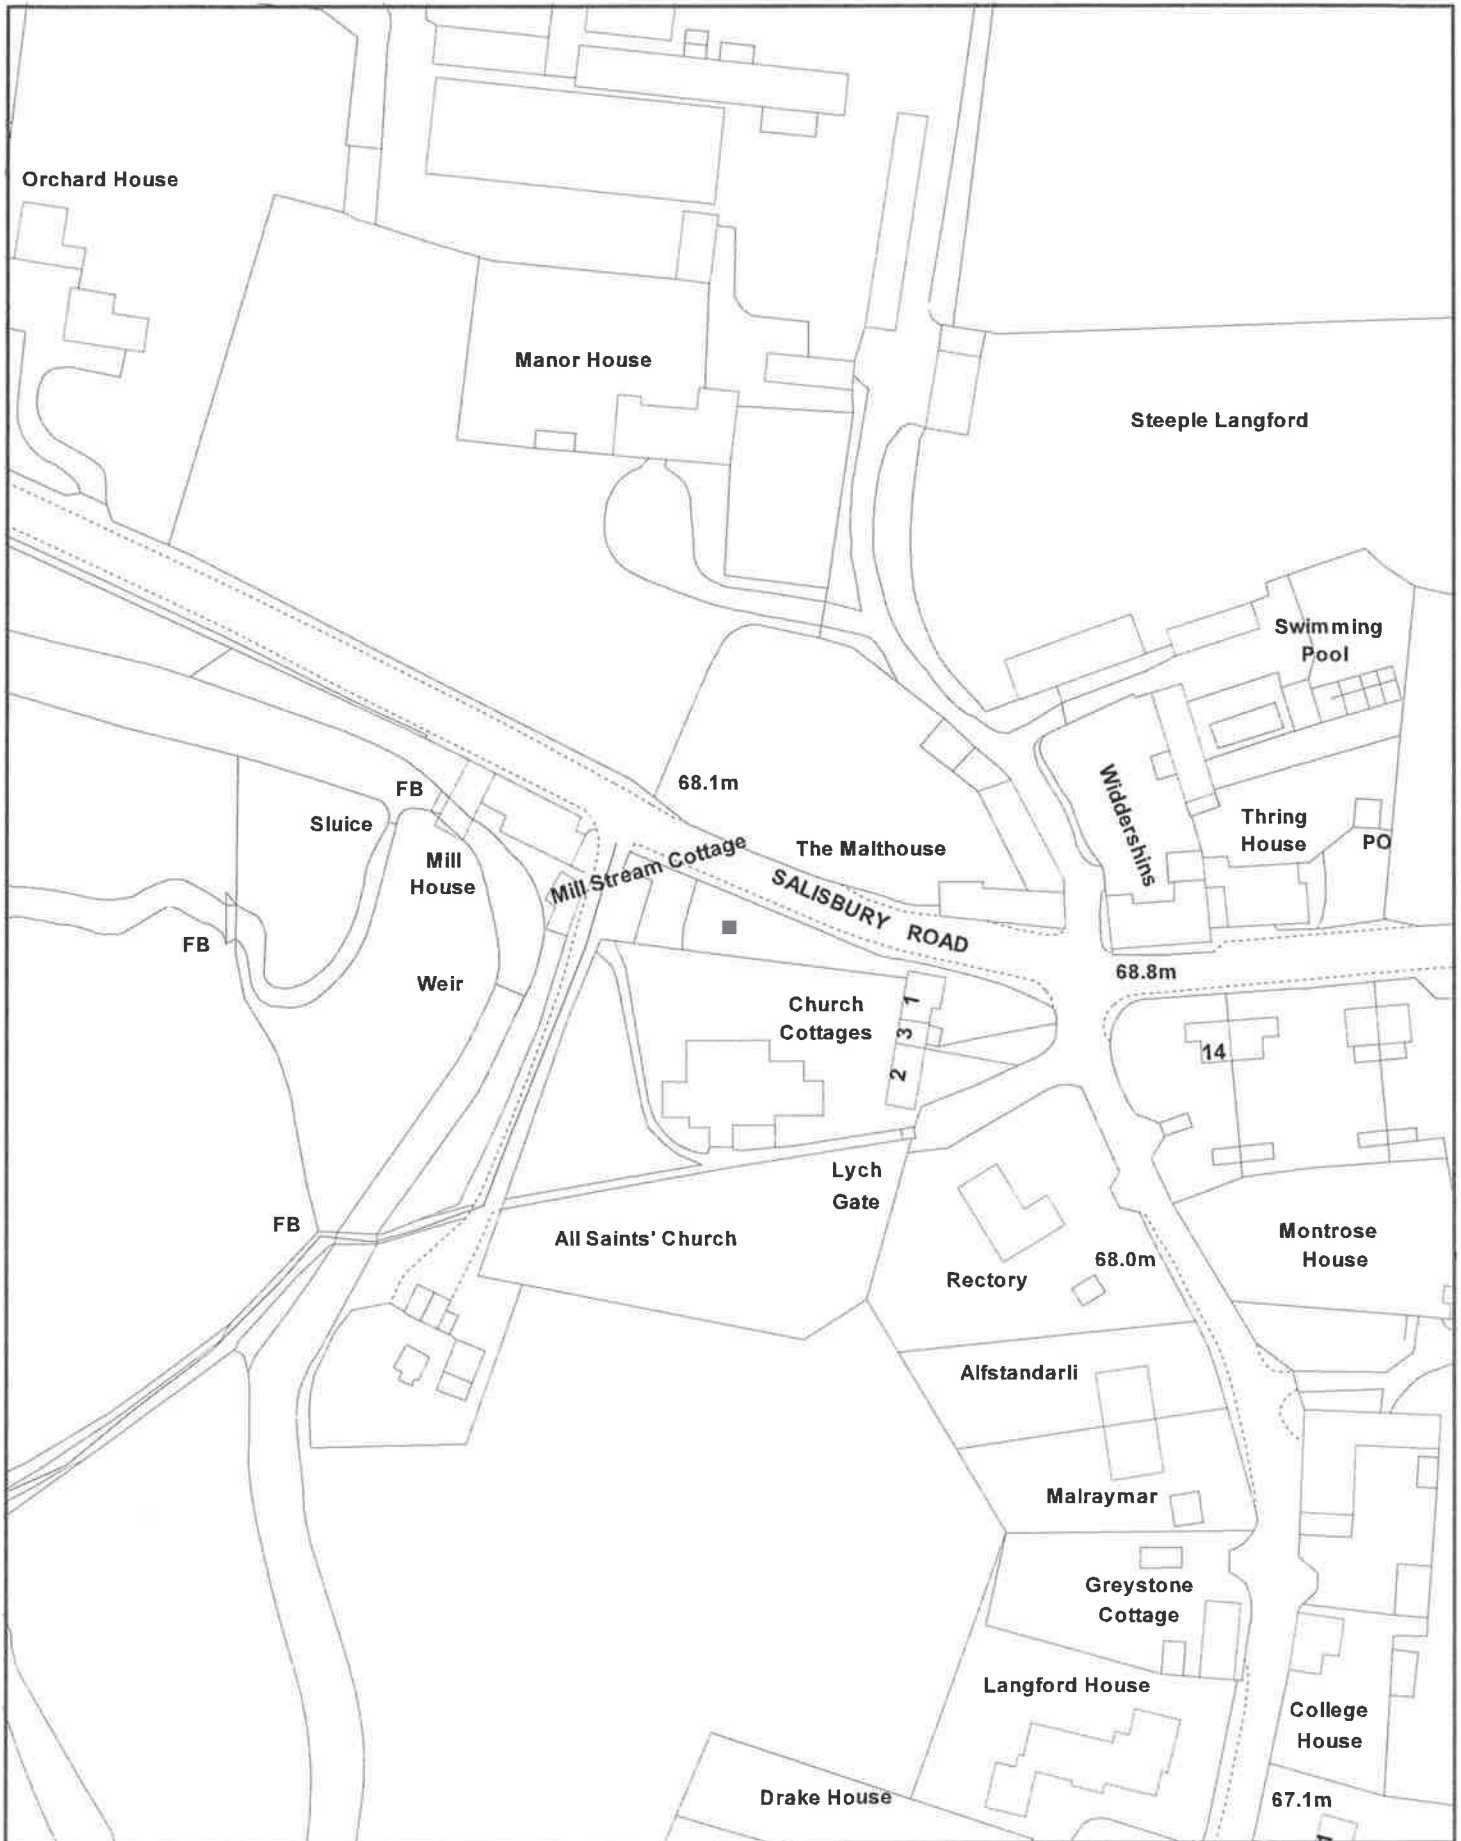 Orchard House
Manor House
Steeple Langford
Swimming
Pool
68.1m
FB
Sluice
Mill
House
Mill Stream Cottage
The Malthouse
SALISBURY ROAD
Widdershins
Thring
House
PO
FB
Weir
68.8m
Church
Cottages
1
3
2
14
Lych
Gate
FB
All Saints' Church
Rectory
68.0m
Montrose
House
Alfstandarli
Malraymar
Greystone
Cottage
Langford House
College
House
Drake House
67.1m
1